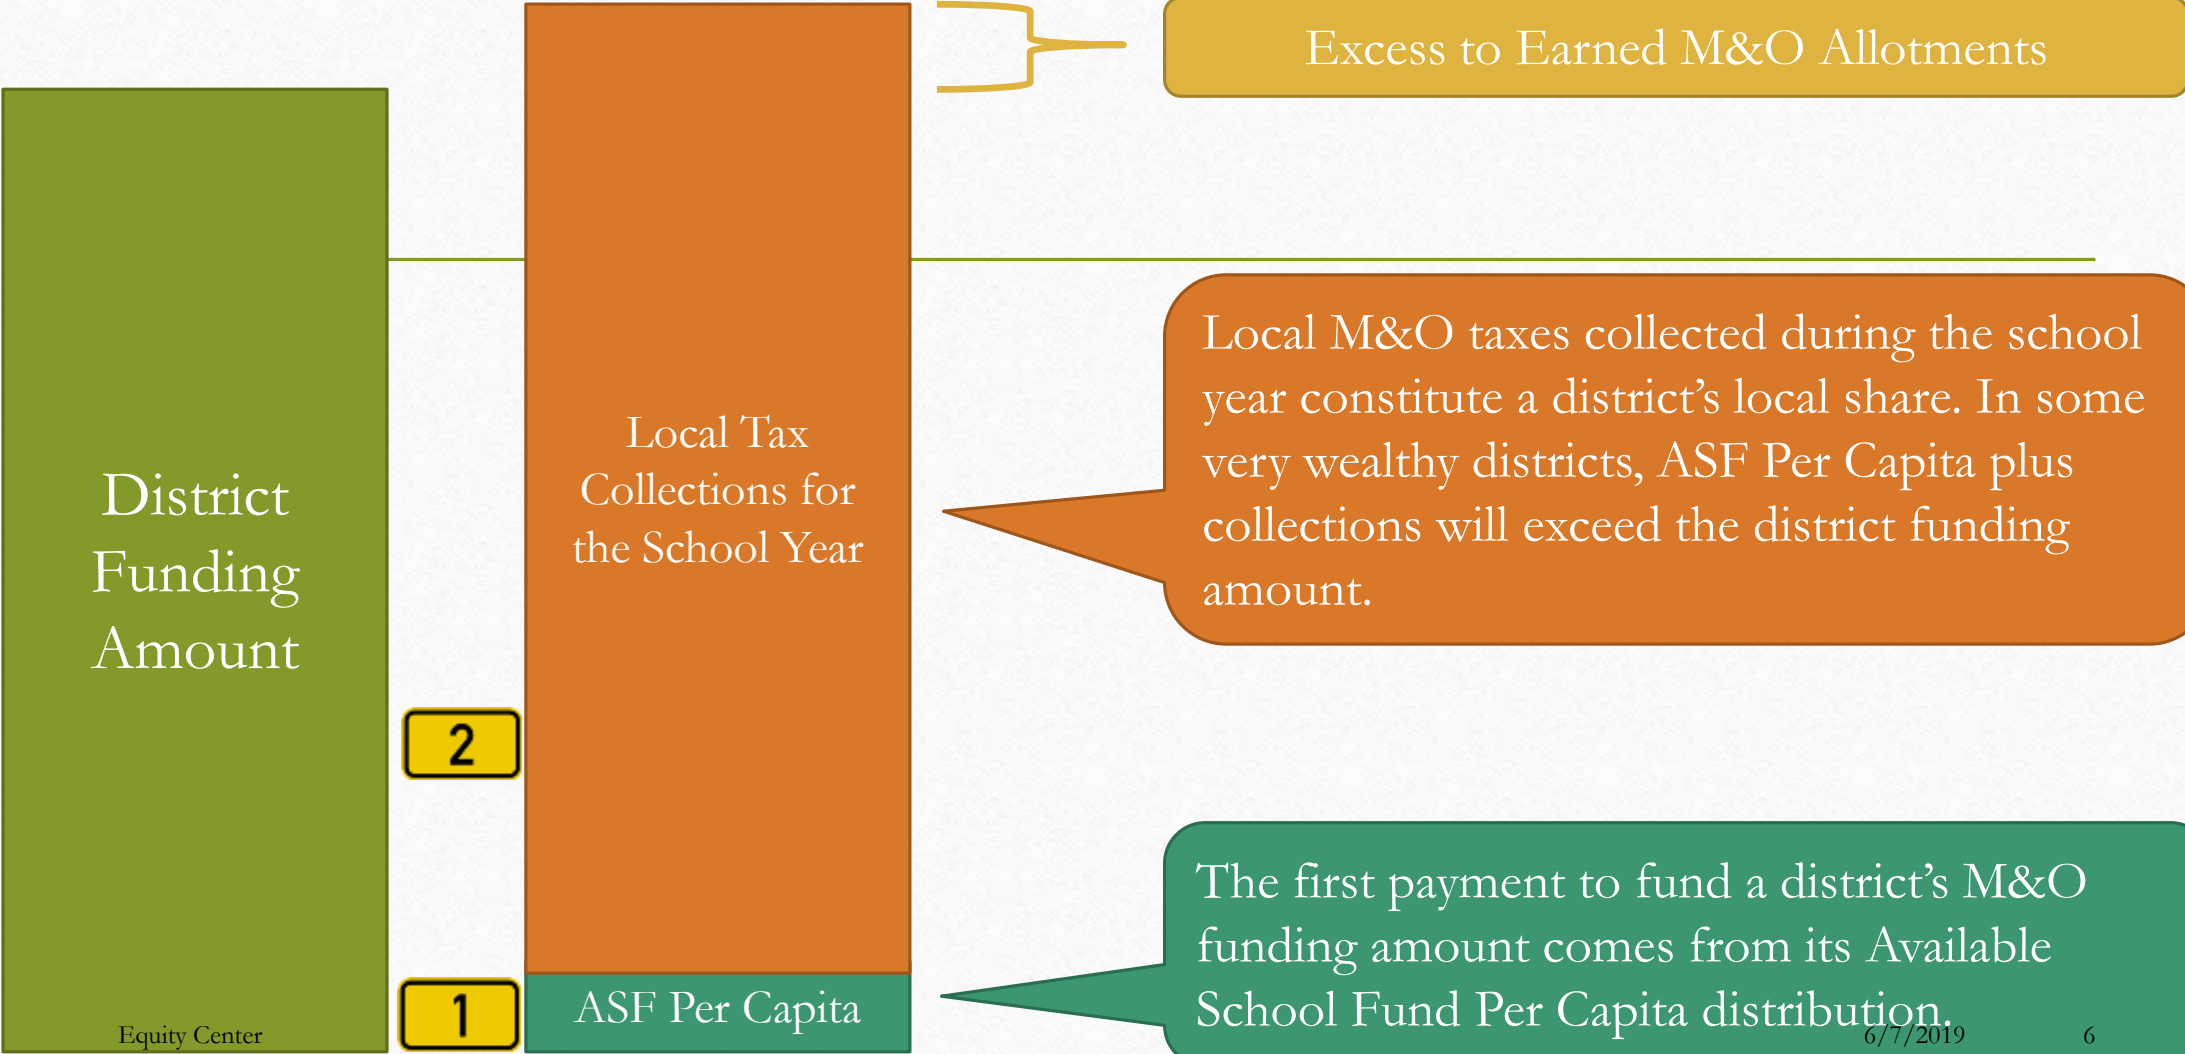 Excess to Earned M&O Allotments
District
Funding
Amount
Local Tax
Collections for
the School Year
Local M&O taxes collected during the school
year constitute a district’s local share. In some
very wealthy districts, ASF Per Capita plus
collections will exceed the district funding
amount.
2
1
ASF Per Capita
The first payment to fund a district’s M&O
funding amount comes from its Available
School Fund Per Capita distribution.
Equity Center
6/7/2019
6